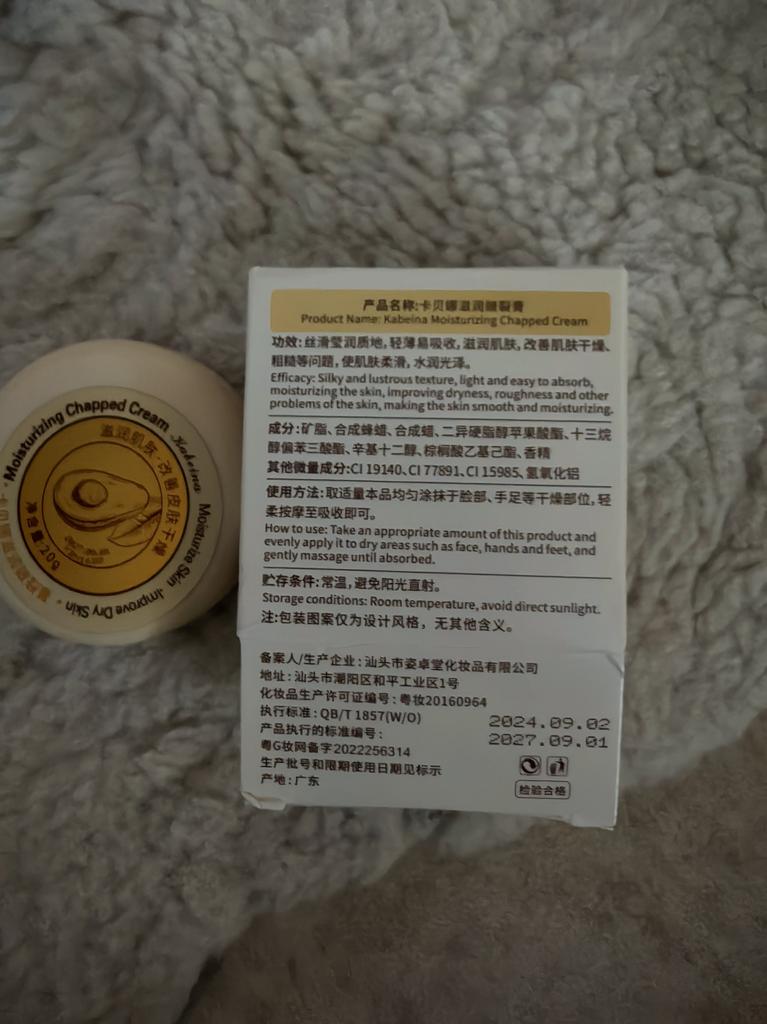 产品名称:卡贝娜滋润皲裂膏
Product Name: Kabeina Moisturizing Chapped Cream
功效:丝滑莹润质地,轻薄易吸收,滋润肌肤,改善肌肤干燥、
粗糙等问题,使肌肤柔滑,水润光泽。
Efficacy: Silky and lustrous texture, light and easy to absorb,
moisturizing the skin, improving dryness, roughness and other
problems of the skin, making the skin smooth and moisturizing.
成分:矿脂、合成蜂蜡、合成蜡、二异硬脂醇苹果酸酯、十三烷
醇偏苯三酸酯、辛基十二醇、棕榈酸乙基己酯、香精
其他微量成分:CI 19140、CI 77891、CI 15985、氢氧化铝
使用方法:取适量本品均匀涂抹于脸部、手足等干燥部位,轻
柔按摩至吸收即可。
How to use: Take an appropriate amount of this product and
evenly apply it to dry areas such as face, hands and feet, and
gently massage until absorbed.
贮存条件:常温,避免阳光直射。
Storage conditions: Room temperature, avoid direct sunlight.
注:包装图案仅为设计风格,无其他含义。
备案人/生产企业:汕头市姿卓堂化妆品有限公司
地址:汕头市潮阳区和平工业区1号
化妆品生产许可证编号:粤妆20160964
执行标准:QB/T 1857(W/O)
产品执行的标准编号:
粤G妆网备字2022256314
生产批号和限期使用日期见标示
产地:广东
2024.09.02
2027.09.01
检验合格
Moisturizing Chapped Cream
Kabeina
Moisturize Skin · Improve Dry Skin
滋润肌肤·改善皮肤干燥
净含量:20g